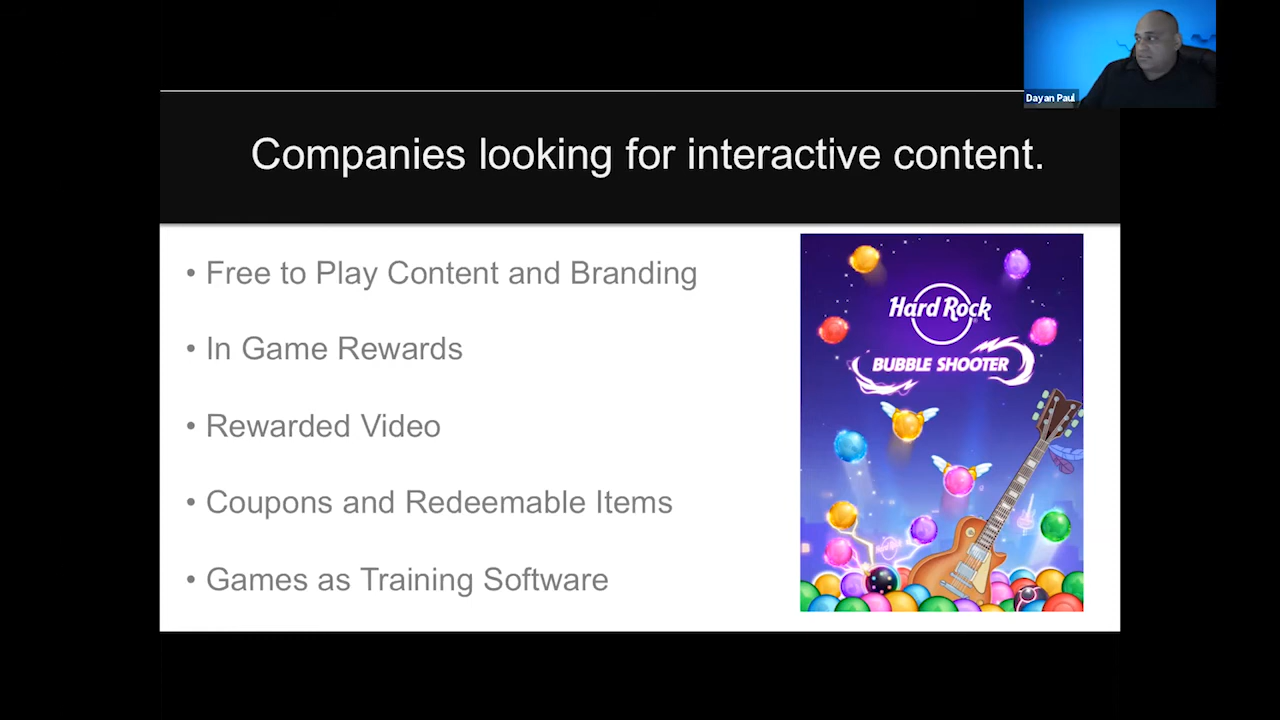 Dayan Paul
Companies looking for interactive content.
• Free to Play Content and Branding
• In Game Rewards
• Rewarded Video
• Coupons and Redeemable Items
• Games as Training Software
Hard Rock
BUBBLE SHOOTER